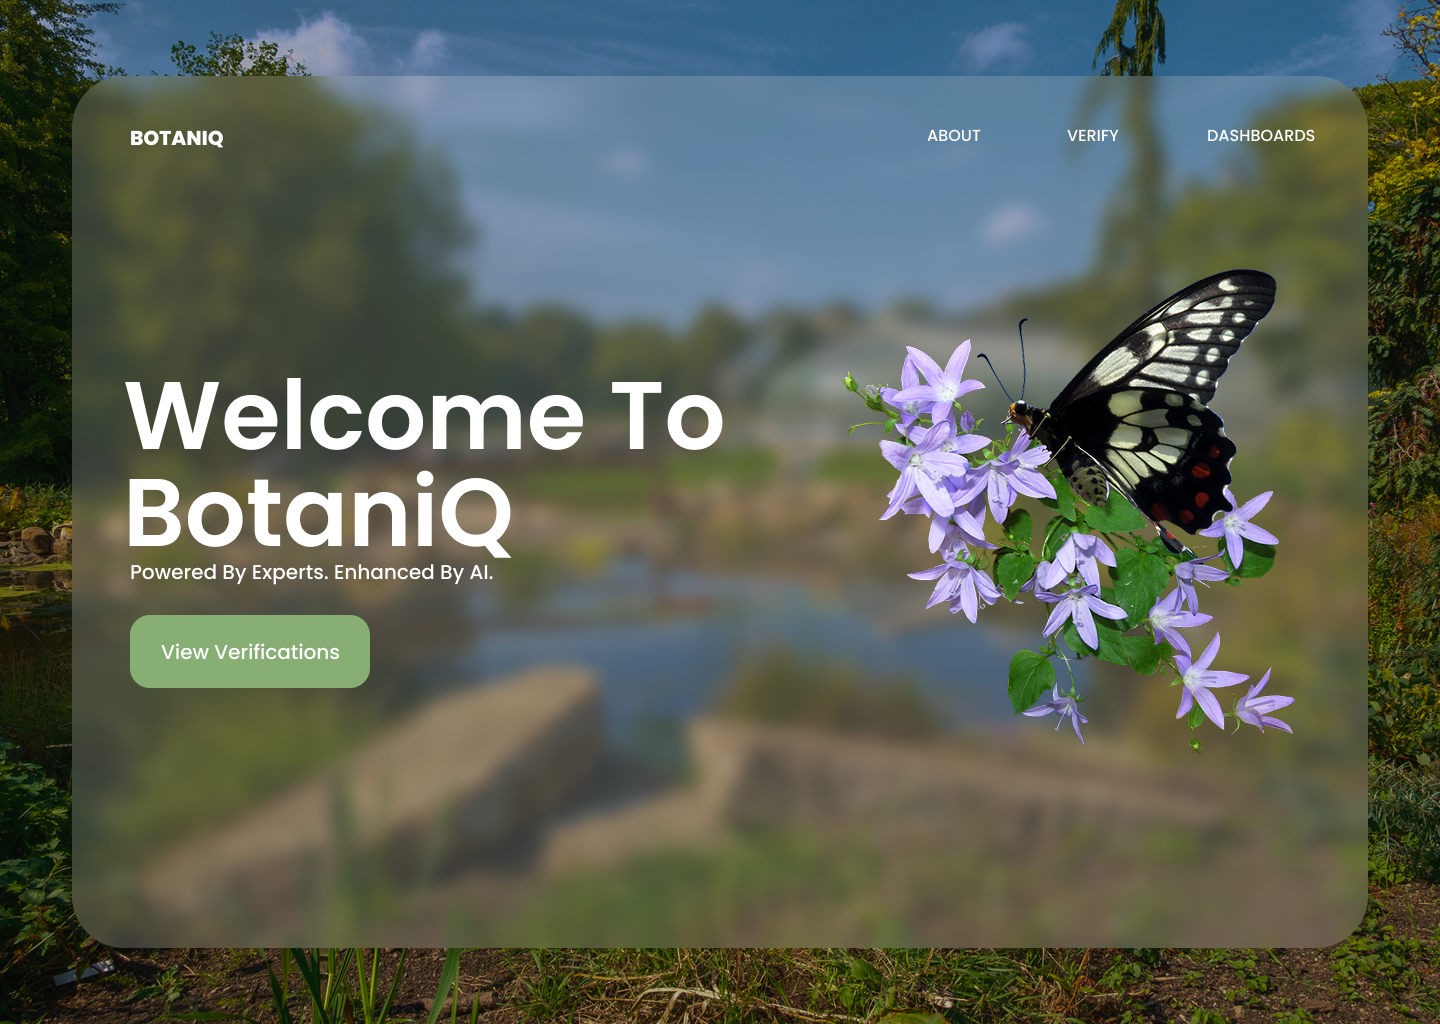 BOTANIQ
ABOUT
VERIFY
DASHBOARDS
Welcome To
BotaniQ
Powered By Experts. Enhanced By AI.
View Verifications